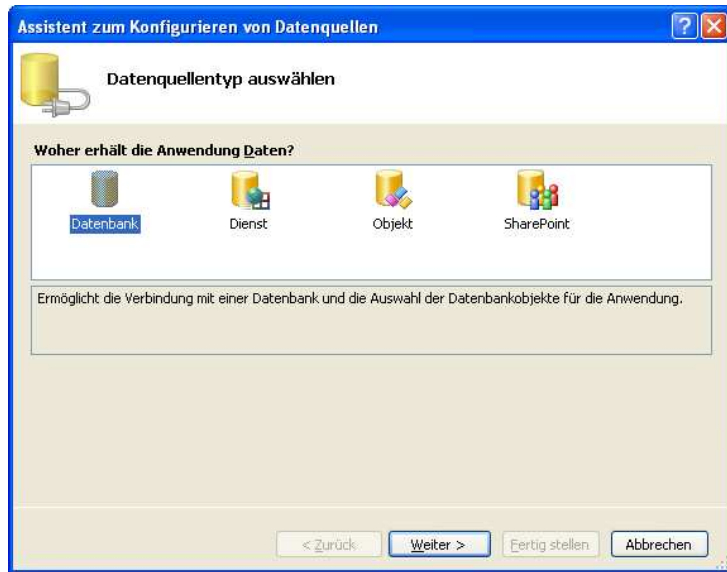 Assistent zum Konfigurieren von Datenquellen
Datenquellentyp auswählen
Woher erhält die Anwendung Daten?
Datenbank Dienst Objekt SharePoint
Ermöglicht die Verbindung mit einer Datenbank und die Auswahl der Datenbankobjekte für die Anwendung.
< Zurück Weiter > Fertig stellen Abbrechen